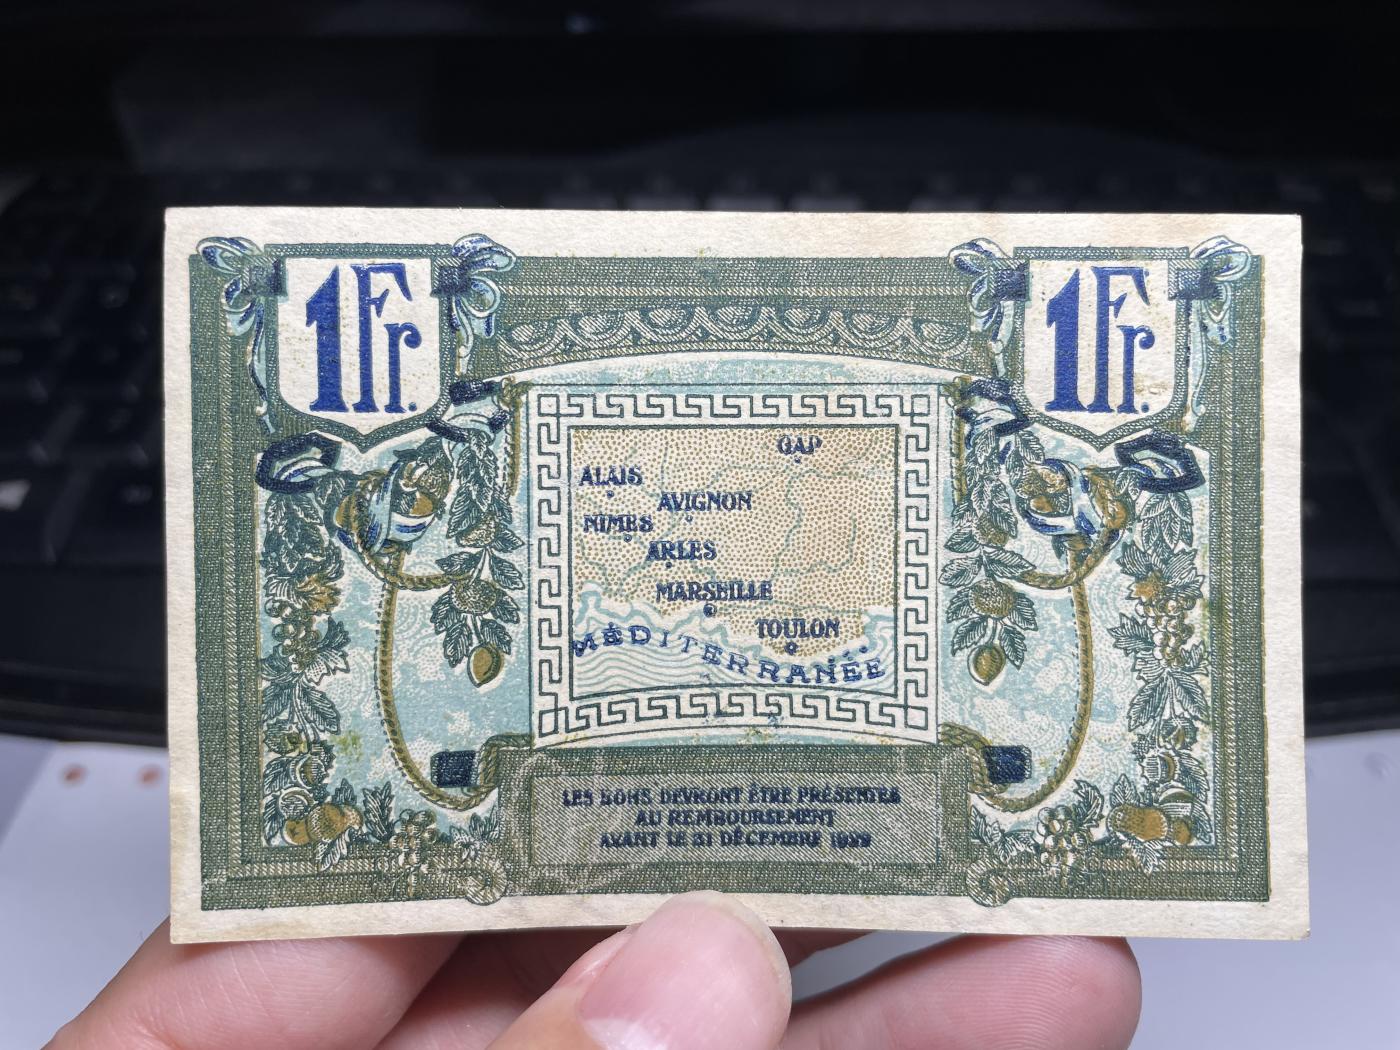 1Fr.
1Fr.
GAP
ALAIS
AVIGNON
NIMES
ARLES
MARSEILLE
TOULON
MÉDITERRANÉE
LES BONS DEVRONT ÊTRE PRÉSENTÉS
AU REMBOURSEMENT
AVANT LE 31 DÉCEMBRE